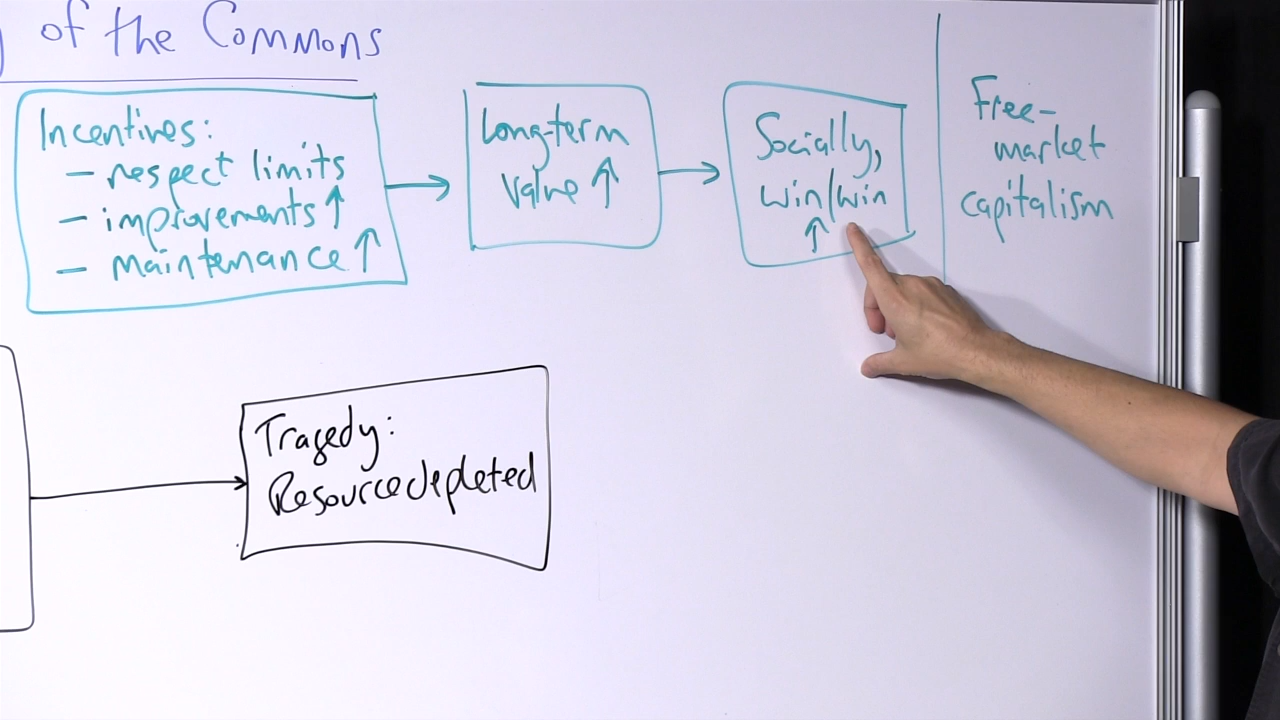 of the Commons
Incentives:
- respect limits
- improvements ↑
- maintenance ↑
Long-term
value ↑
Socially,
win/win
↑
Free-
market
capitalism
Tragedy:
Resource depleted